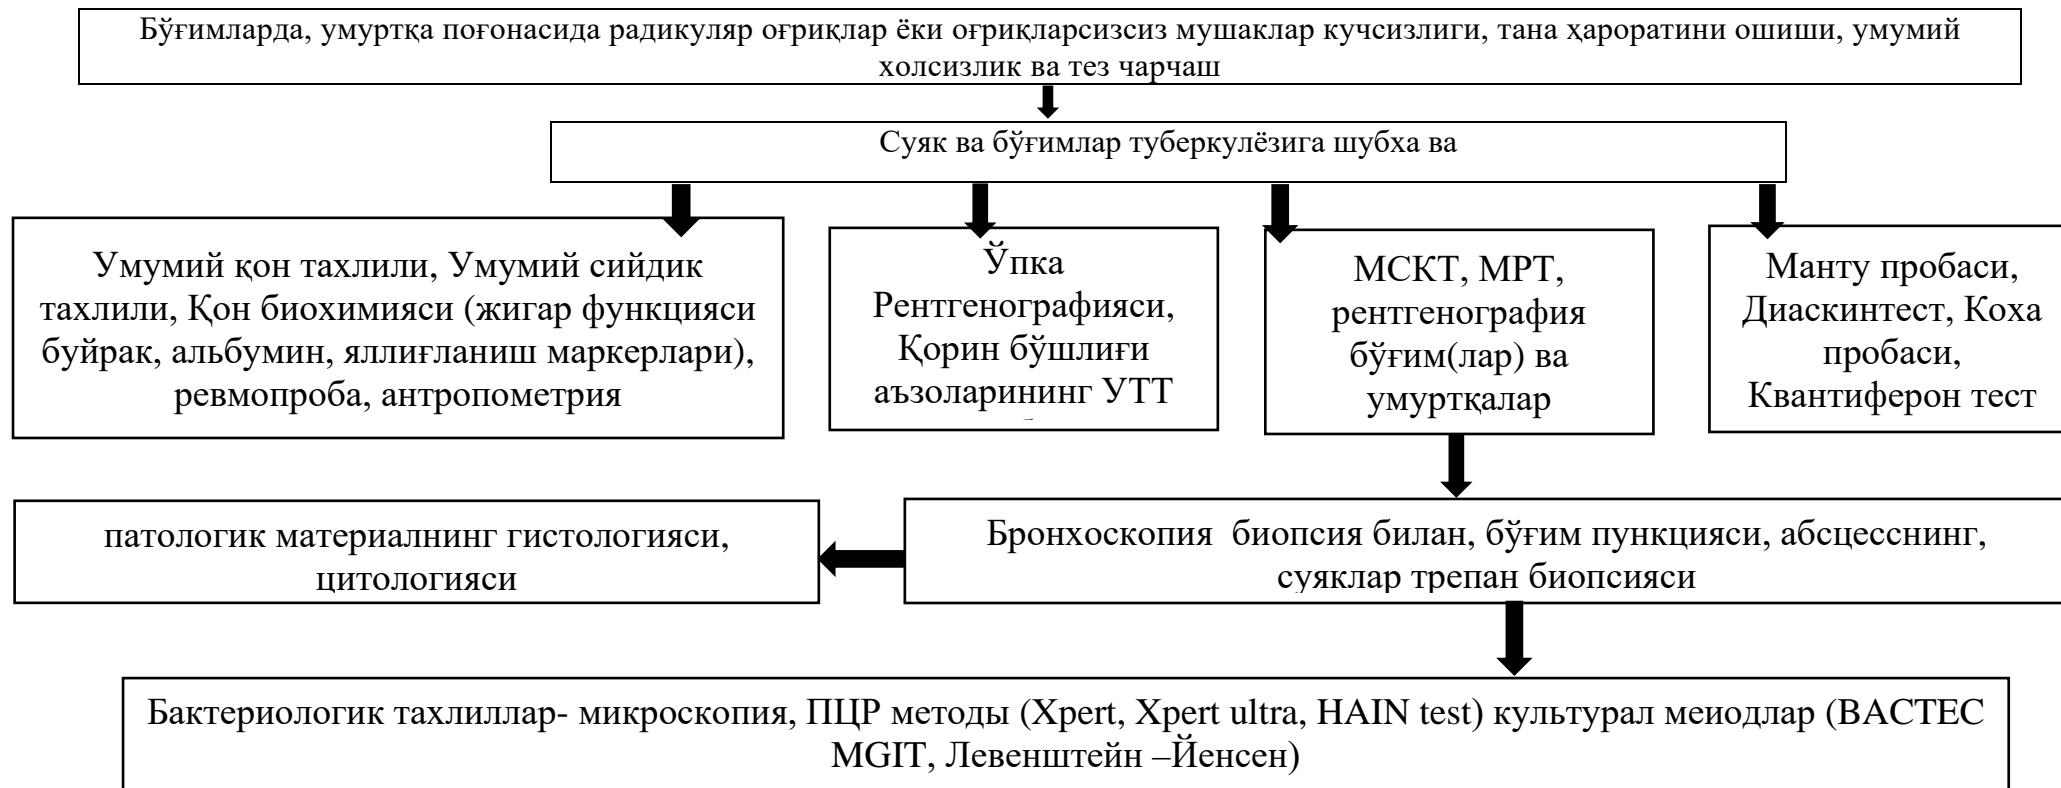 Бўғимларда, умуртқа поғонасида радикуляр оғриқлар ёки оғриқларсизсиз мушаклар кучсизлиги, тана ҳароратини ошиши, умумий
холсизлик ва тез чарчаш
Суяк ва бўғимлар туберкулёзига шубха ва
Умумий қон тахлили, Умумий сийдик
тахлили, Қон биохимияси (жигар функцияси
буйрак, альбумин, яллиғланиш маркерлари),
ревмопроба, антропометрия
Ўпка
Рентгенографияси,
Қорин бўшлиғи
аъзоларининг УТТ
МСКТ, МРТ,
рентгенография
бўғим(лар) ва
умуртқалар
Манту пробаси,
Диаскинтест, Коха
пробаси,
Квантиферон тест
патологик материалнинг гистологияси,
цитологияси
Бронхоскопия биопсия билан, бўғим пункцияси, абсцесснинг,
суяклар трепан биопсияси
Бактериологик тахлиллар- микроскопия, ПЦР методы (Xpert, Xpert ultra, HAIN test) культурал меиодлар (BACTEC
MGIT, Левенштейн –Йенсен)